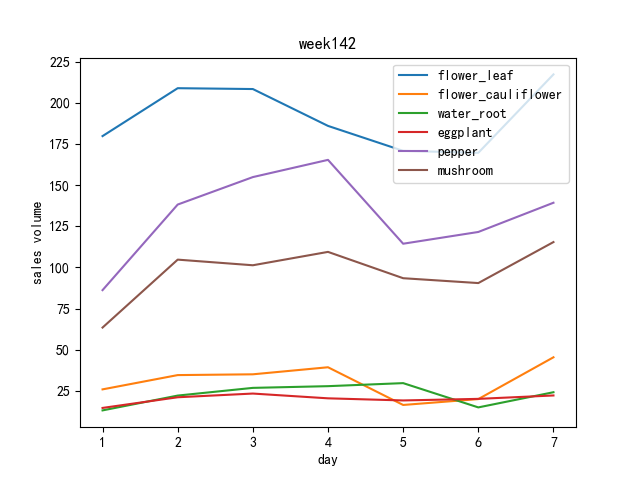 week142
225
200
175
150
125
100
75
50
25
sales volume
flower_leaf
flower_cauliflower
water_root
eggplant
pepper
mushroom
1 2 3 4 5 6 7
day